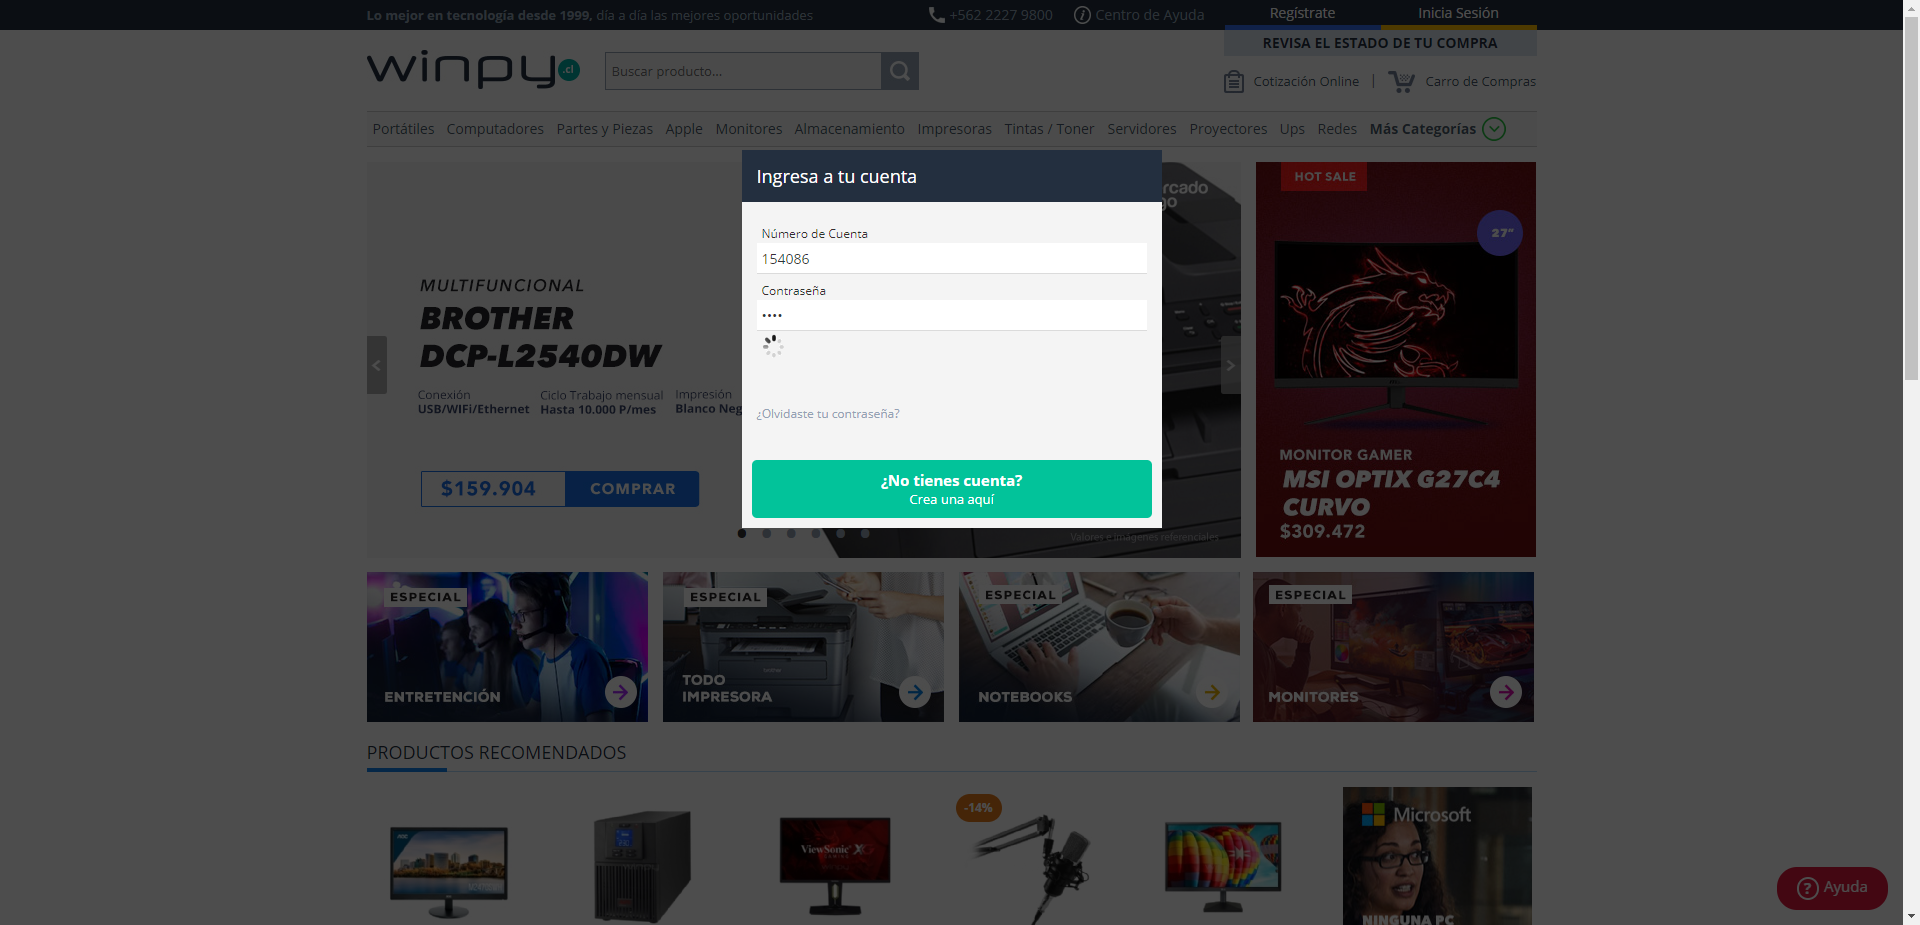 Lo mejor en tecnología desde 1999, día a día las mejores oportunidades
+562 2227 9800
Centro de Ayuda
Regístrate
Inicia Sesión
REVISA EL ESTADO DE TU COMPRA
winpy.cl
Buscar producto...
Cotización Online | Carro de Compras
Portátiles Computadores Partes y Piezas Apple Monitores Almacenamiento Impresoras Tintas / Toner Servidores Proyectores Ups Redes Más Categorías
Ingresa a tu cuenta
Número de Cuenta
154086
Contraseña
••••
¿Olvidaste tu contraseña?
¿No tienes cuenta?
Crea una aquí
MULTIFUNCIONAL
BROTHER
DCP-L2540DW
Conexión
USB/WIFi/Ethernet
Ciclo Trabajo mensual
Hasta 10.000 P/mes
Impresión
Blanco Neg
$159.904
COMPRAR
rcado
go
Valores e imágenes referenciales
HOT SALE
27"
MONITOR GAMER
MSI OPTIX G27C4
CURVO
$309.472
ESPECIAL
ENTRETENCIÓN
ESPECIAL
TODO
IMPRESORA
ESPECIAL
NOTEBOOKS
ESPECIAL
MONITORES
PRODUCTOS RECOMENDADOS
AOC
ViewSonic
GAMING
-14%
Microsoft
NINGUNA PC
Ayuda